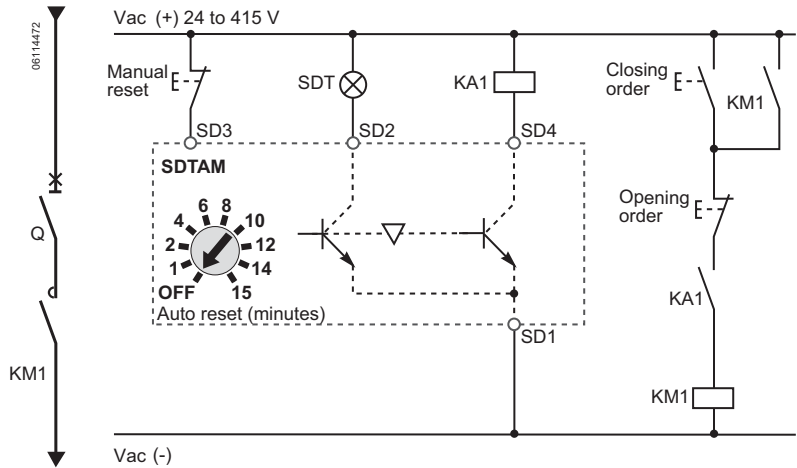 06114472
Vac (+) 24 to 415 V
Manual
reset
SDT
KA1
Closing
order
KM1
SD3
SD2
SD4
SDTAM
6 8
4 10
2 12
1 14
OFF 15
Auto reset (minutes)
Opening
order
Q
KA1
SD1
KM1
KM1
Vac (-)